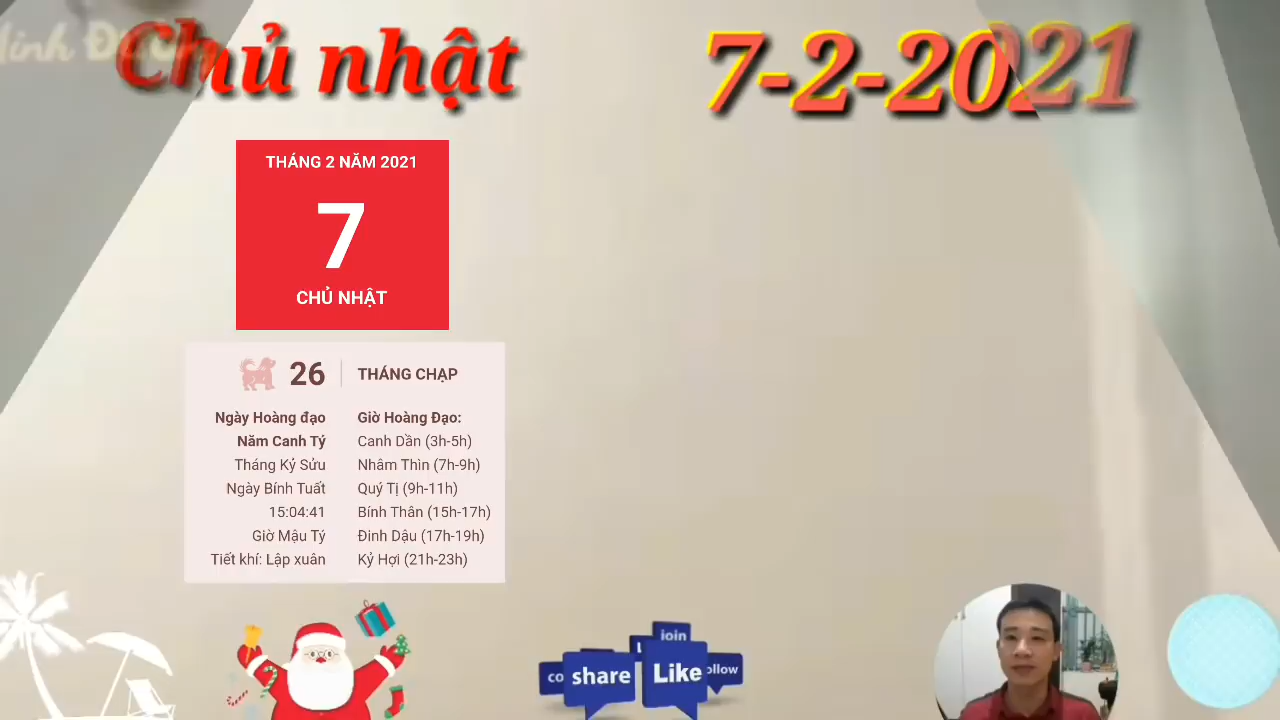 Chủ nhật
7-2-2021
THÁNG 2 NĂM 2021
7
CHỦ NHẬT
26
THÁNG CHẠP
Ngày Hoàng đạo
Năm Canh Tý
Tháng Kỷ Sửu
Ngày Bính Tuất
15:04:41
Giờ Mậu Tý
Tiết khí: Lập xuân
Giờ Hoàng Đạo:
Canh Dần (3h-5h)
Nhâm Thìn (7h-9h)
Quý Tị (9h-11h)
Bính Thân (15h-17h)
Đinh Dậu (17h-19h)
Kỷ Hợi (21h-23h)
join
co
share
Like
ollow